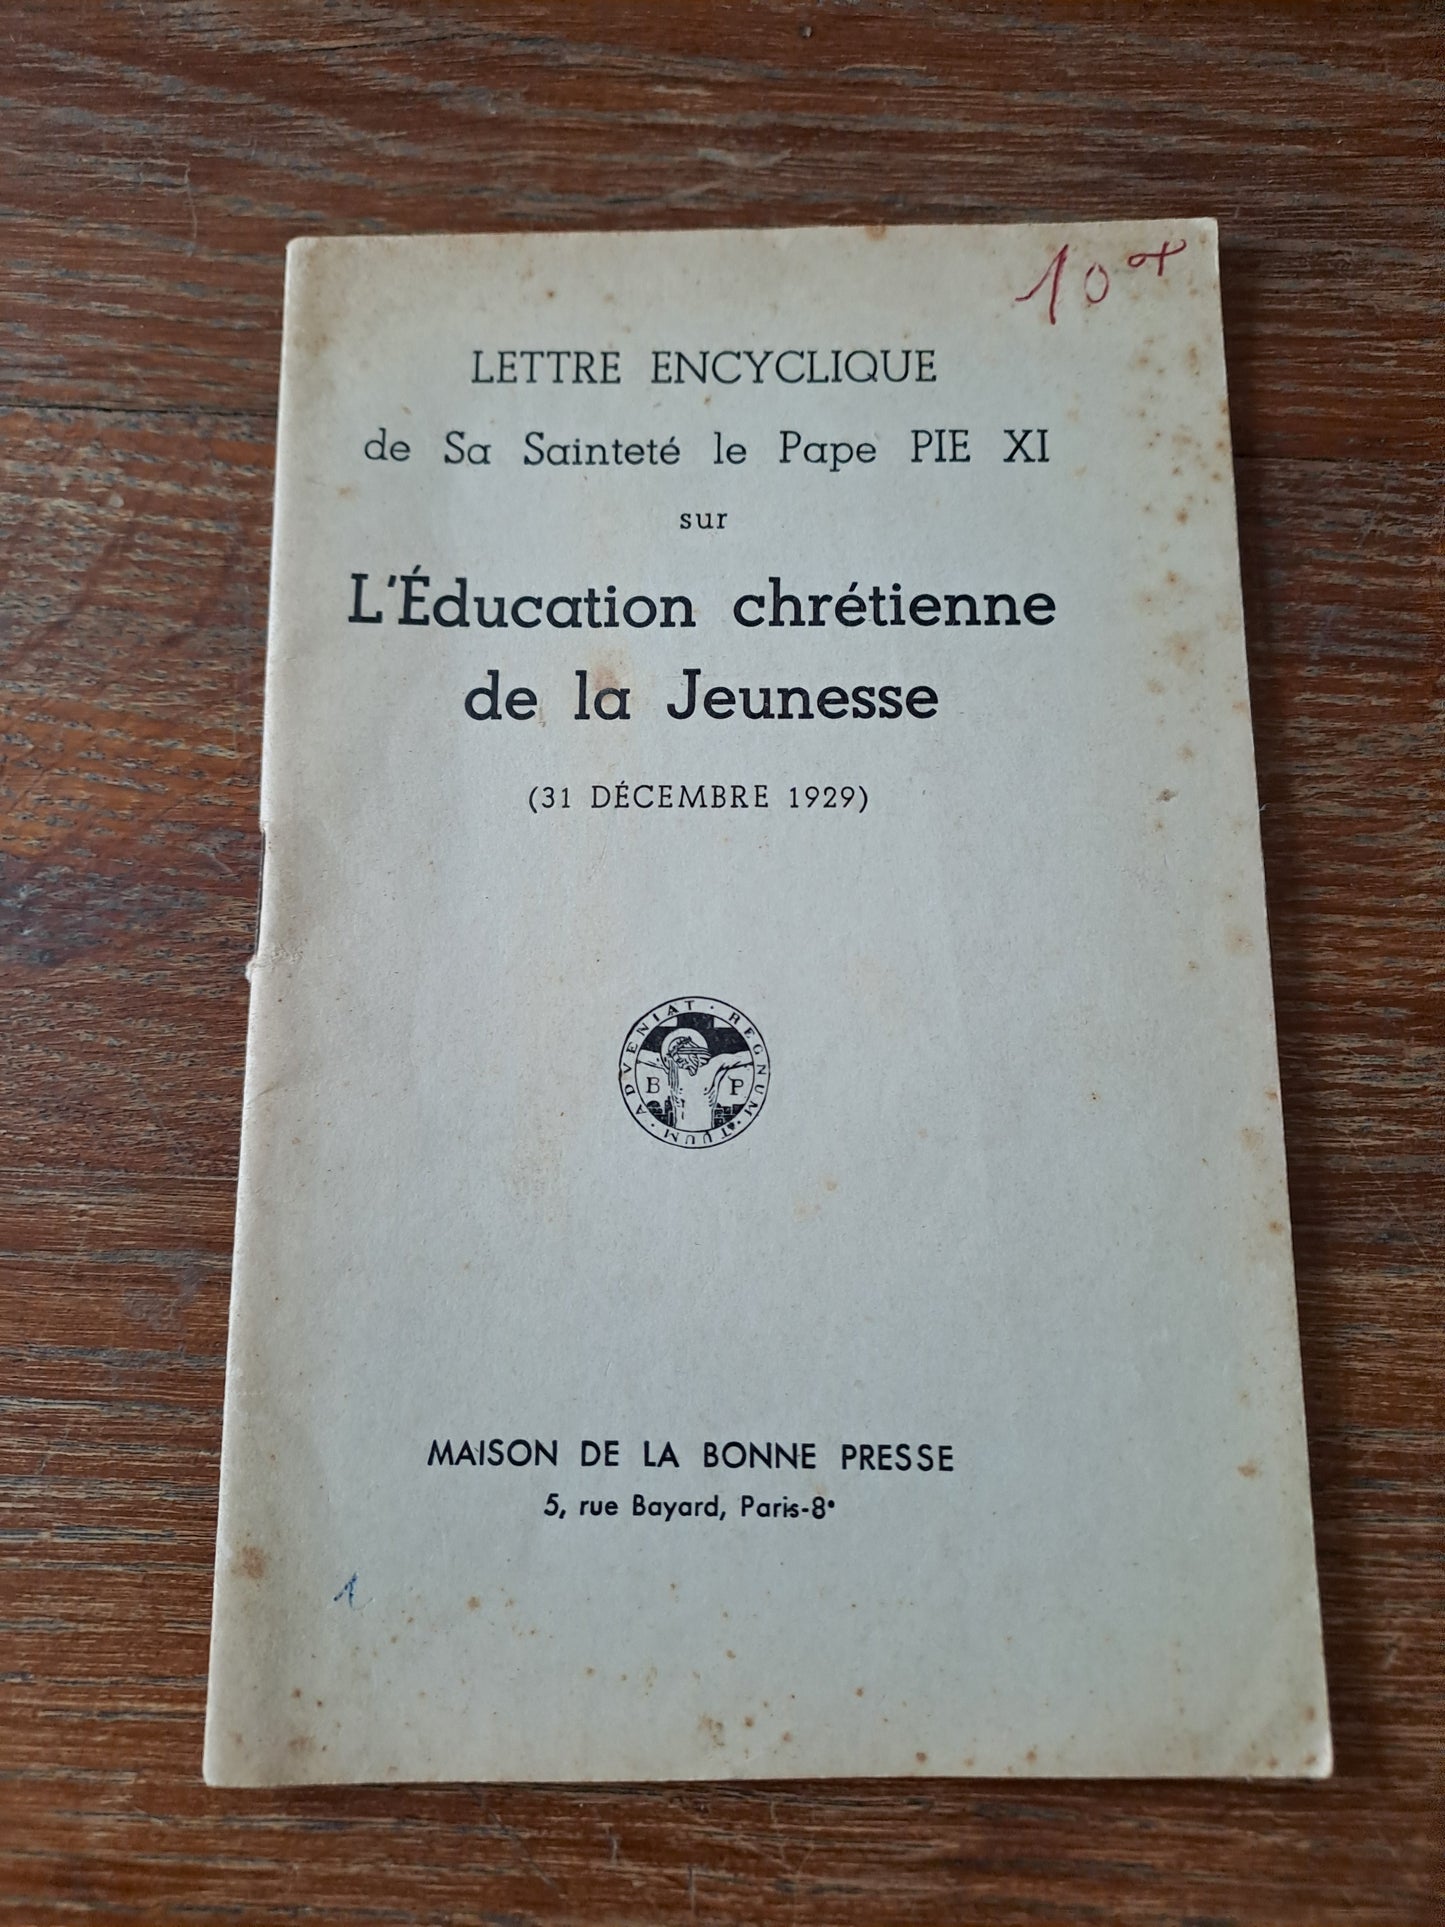 10
LETTRE ENCYCLIQUE
de Sa Sainteté le Pape PIE XI
sur
L'Éducation chrétienne
de la Jeunesse
(31 DÉCEMBRE 1929)
ADVENIAT · REGNUM · TUUM ·
B P
MAISON DE LA BONNE PRESSE
5, rue Bayard, Paris-8e
1